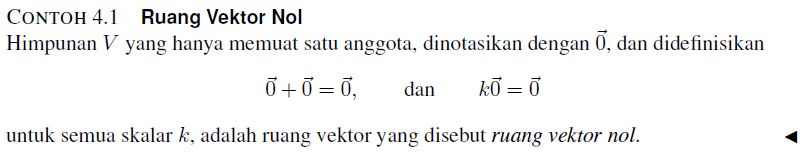 CONTOH 4.1 Ruang Vektor Nol
Himpunan V yang hanya memuat satu anggota, dinotasikan dengan 0⃗, dan didefinisikan
0⃗ + 0⃗ = 0⃗, dan k0⃗ = 0⃗
untuk semua skalar k, adalah ruang vektor yang disebut ruang vektor nol. ◄